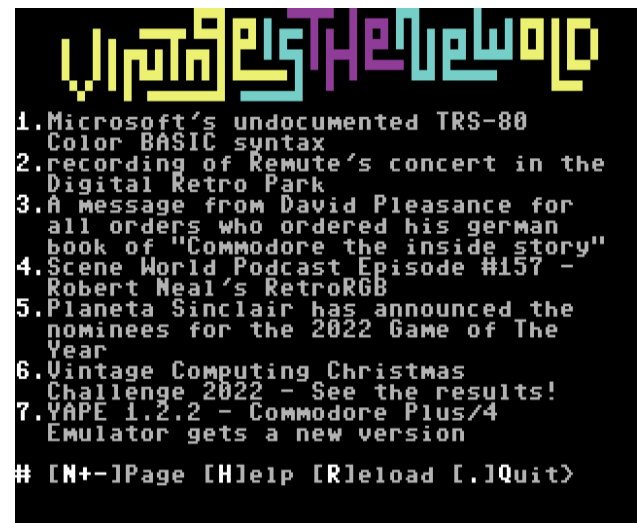 VINTAGEISTHENEWOLD
1.Microsoft's undocumented TRS-80
Color BASIC syntax
2.recording of Remute's concert in the
Digital Retro Park
3.A message from David Pleasance for
all orders who ordered his german
book of "Commodore the inside story"
4.Scene World Podcast Episode #157 -
Robert Neal's RetroRGB
5.Planeta Sinclair has announced the
nominees for the 2022 Game of The
Year
6.Vintage Computing Christmas
Challenge 2022 - See the results!
7.YAPE 1.2.2 - Commodore Plus/4
Emulator gets a new version
# [N+-]Page [H]elp [R]eload [.]Quit>